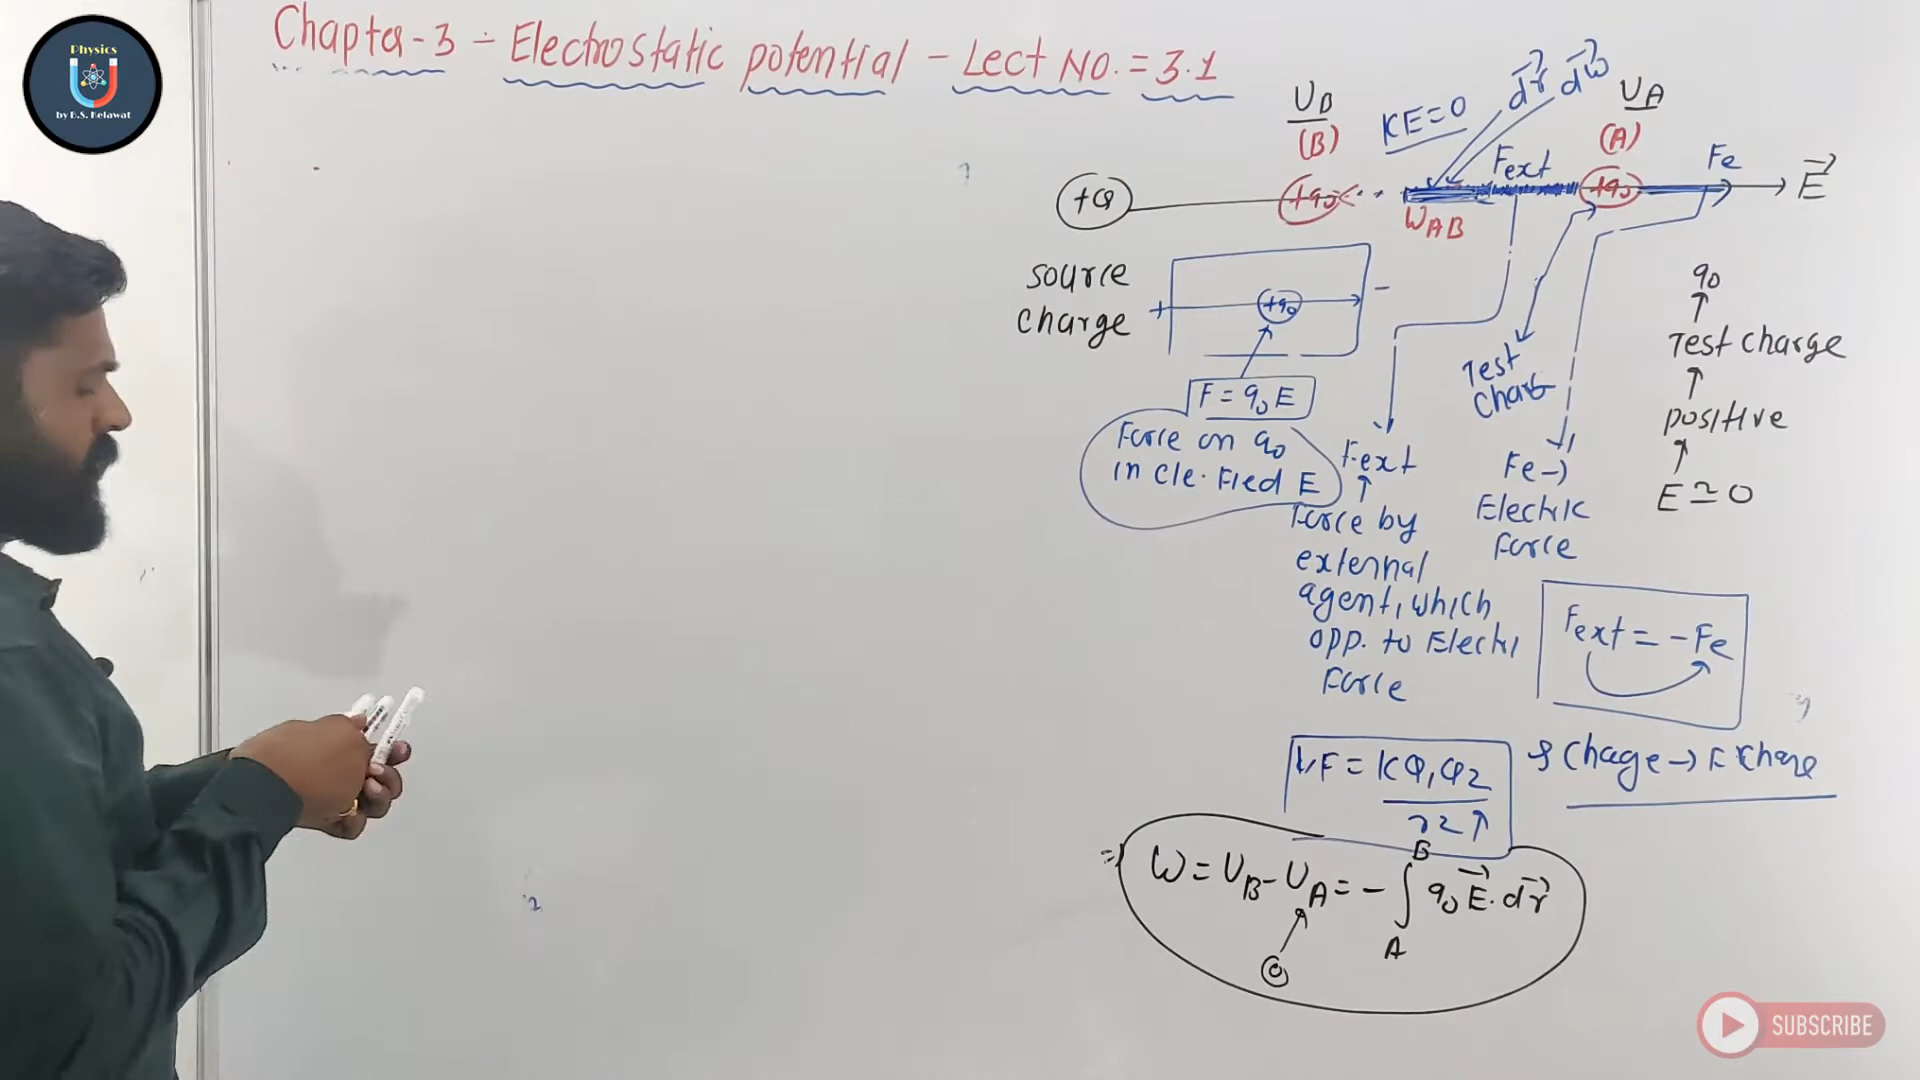 Physics
by B.S. Kelawat
Chapter-3 - Electrostatic potential - Lect No. = 3.1
UB
(B)
KE=0
dr dw
UA
(A)
+Q
+q0
WAB
Fext
+q0
Fe
E
source
charge
+ +q0 -
F = q0E
Force on q0
in Ele. Fied E
Fext
Force by
external
agent, which
opp. to Electri
Force
Test
Charg
Fe→
Electric
Force
q0
↑
Test charge
↑
positive
↑
E ≃ 0
Fext = -Fe
↓F = KQ1Q2
r2↑
W = UB - UA = - ∫ q0 E. dr
B
A
SUBSCRIBE